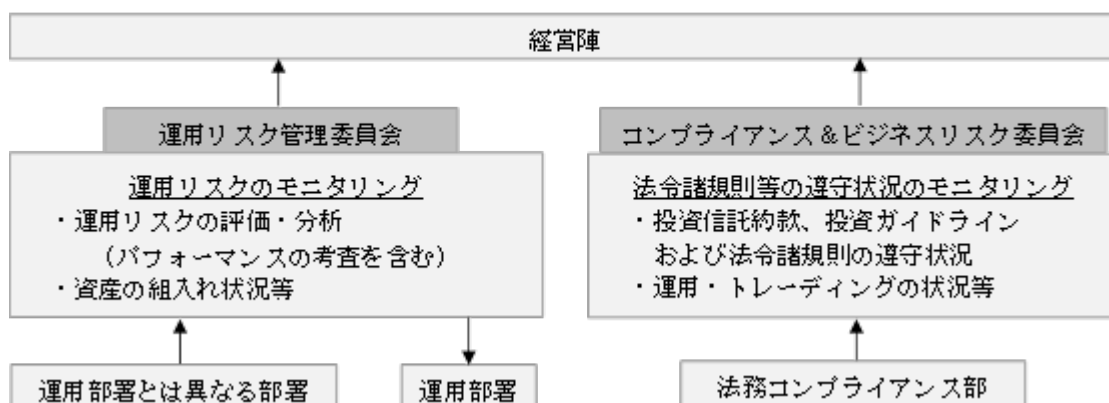 経営陣
運用リスク管理委員会
運用リスクのモニタリング
・運用リスクの評価・分析
（パフォーマンスの考査を含む）
・資産の組入れ状況等
運用部署とは異なる部署
運用部署
コンプライアンス＆ビジネスリスク委員会
法令諸規則等の遵守状況のモニタリング
・投資信託約款、投資ガイドライン
および法令諸規則の遵守状況
・運用・トレーディングの状況等
法務コンプライアンス部